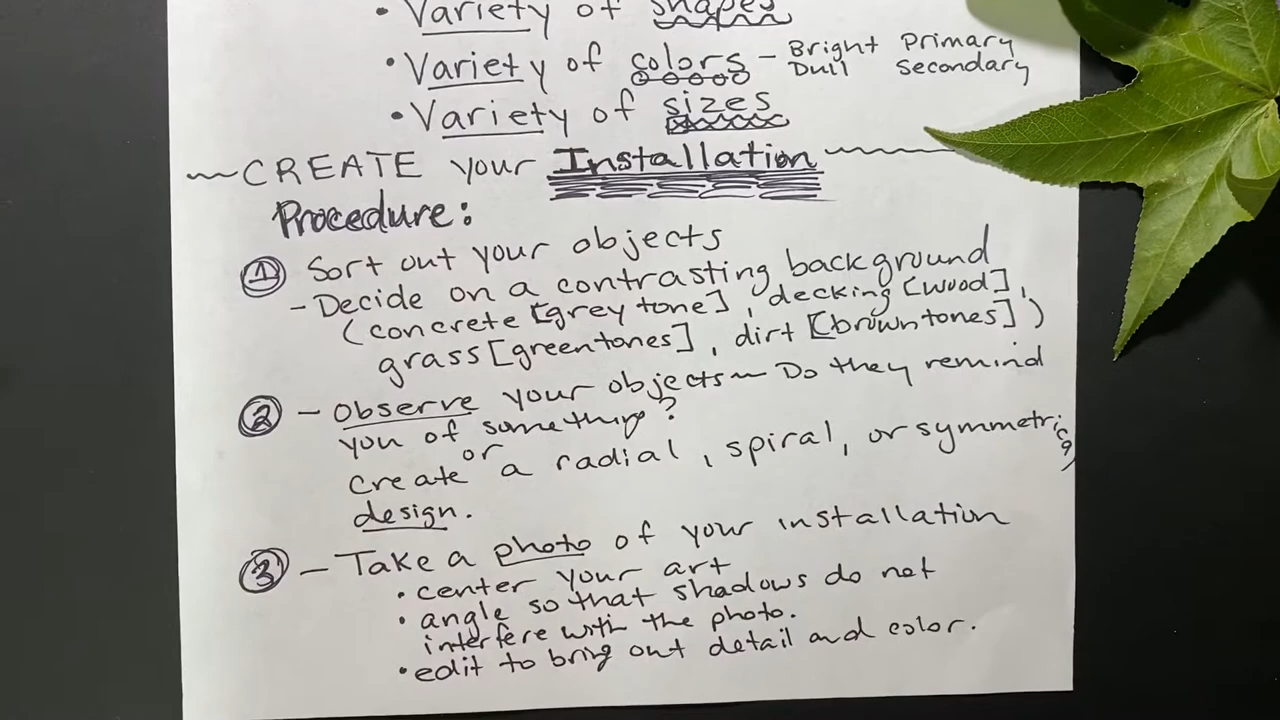 • Variety of shapes
• Variety of colors - Bright Primary
Dull Secondary
• Variety of sizes
CREATE your Installation
Procedure:
① Sort out your objects
- Decide on a contrasting background
(concrete [grey tone], decking [wood],
grass [green tones], dirt [brown tones])
② - Observe your objects ~ Do they remind
you of something?
or
Create a radial, spiral, or symmetrical
design.
③ - Take a photo of your installation
• center your art
• angle so that shadows do not
interfere with the photo.
• edit to bring out detail and color.